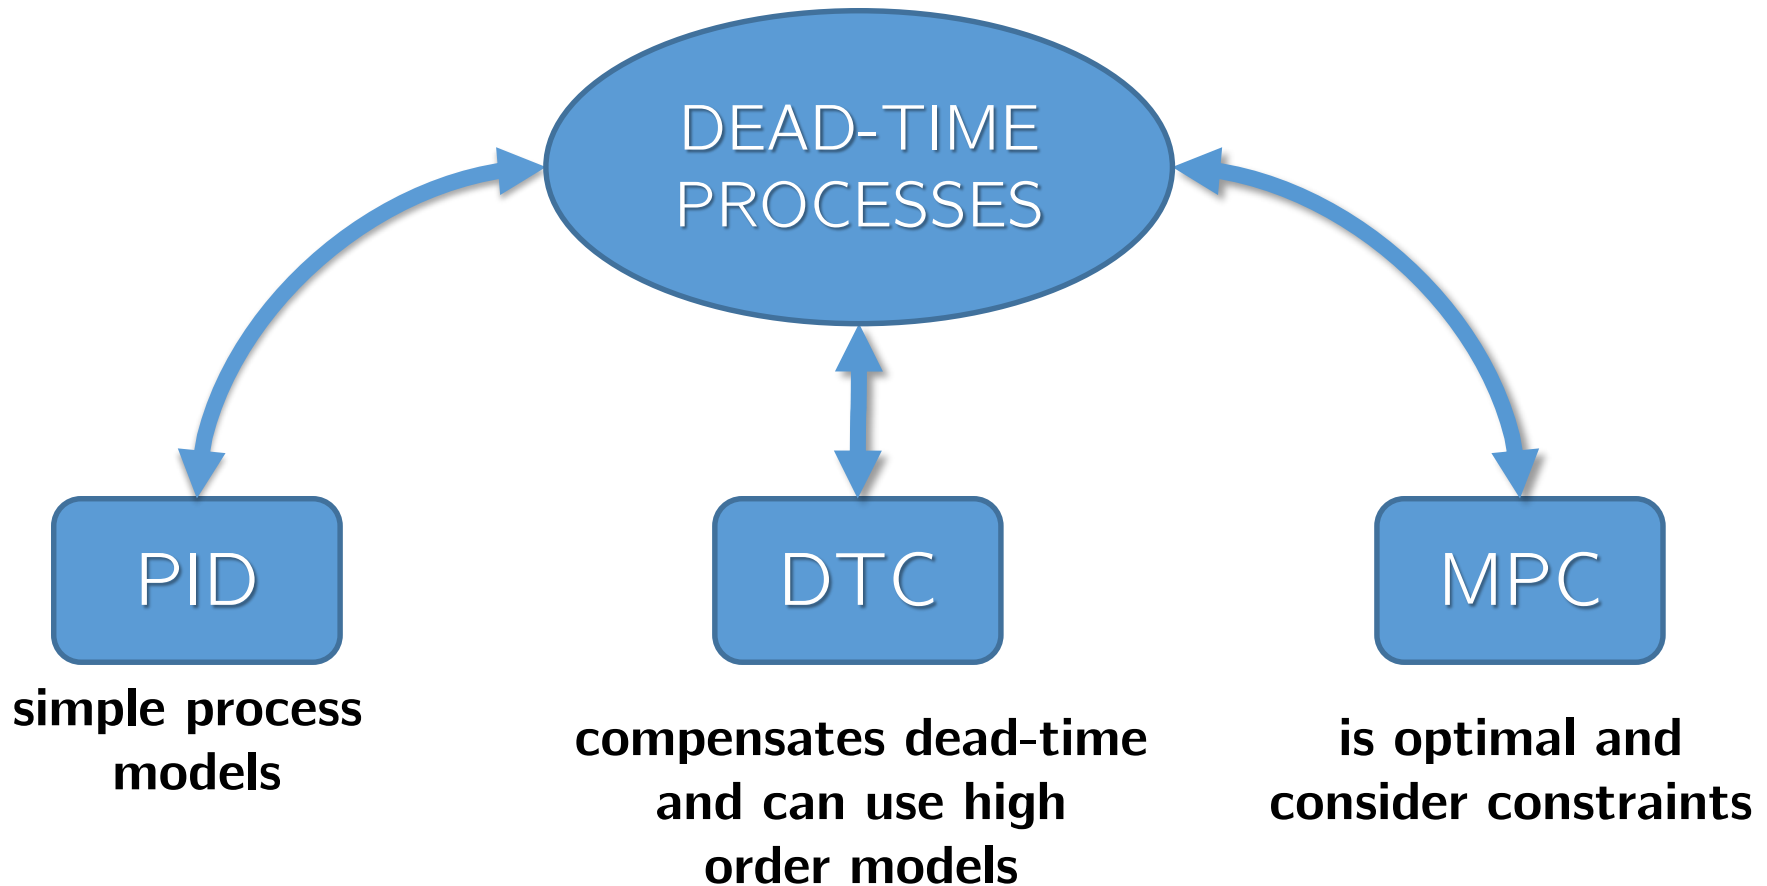 DEAD-TIME
PROCESSES
PID
DTC
MPC
simple process
models
compensates dead-time
and can use high
order models
is optimal and
consider constraints